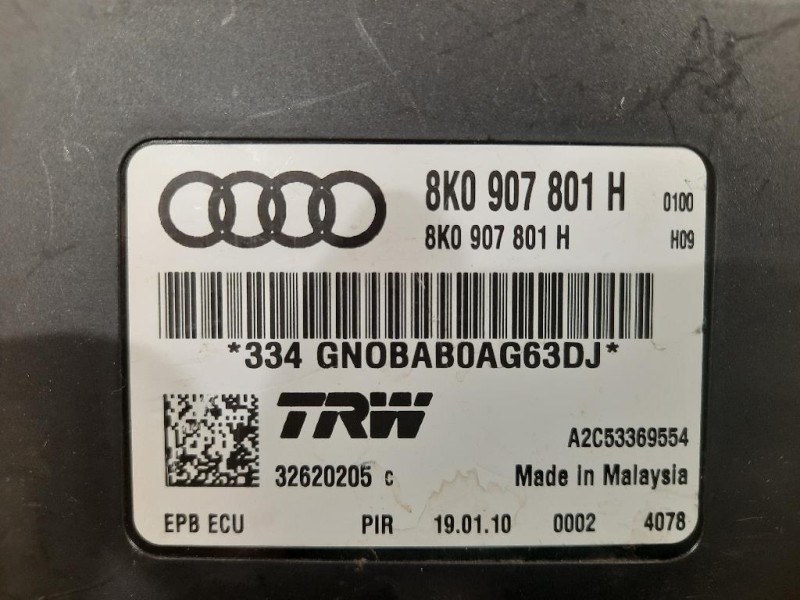 8K0 907 801 H 0100
8K0 907 801 H H09
*334 GNOBAB0AG63DJ*
TRW
A2C53369554
32620205 c Made in Malaysia
EPB ECU PIR 19.01.10 0002 4078